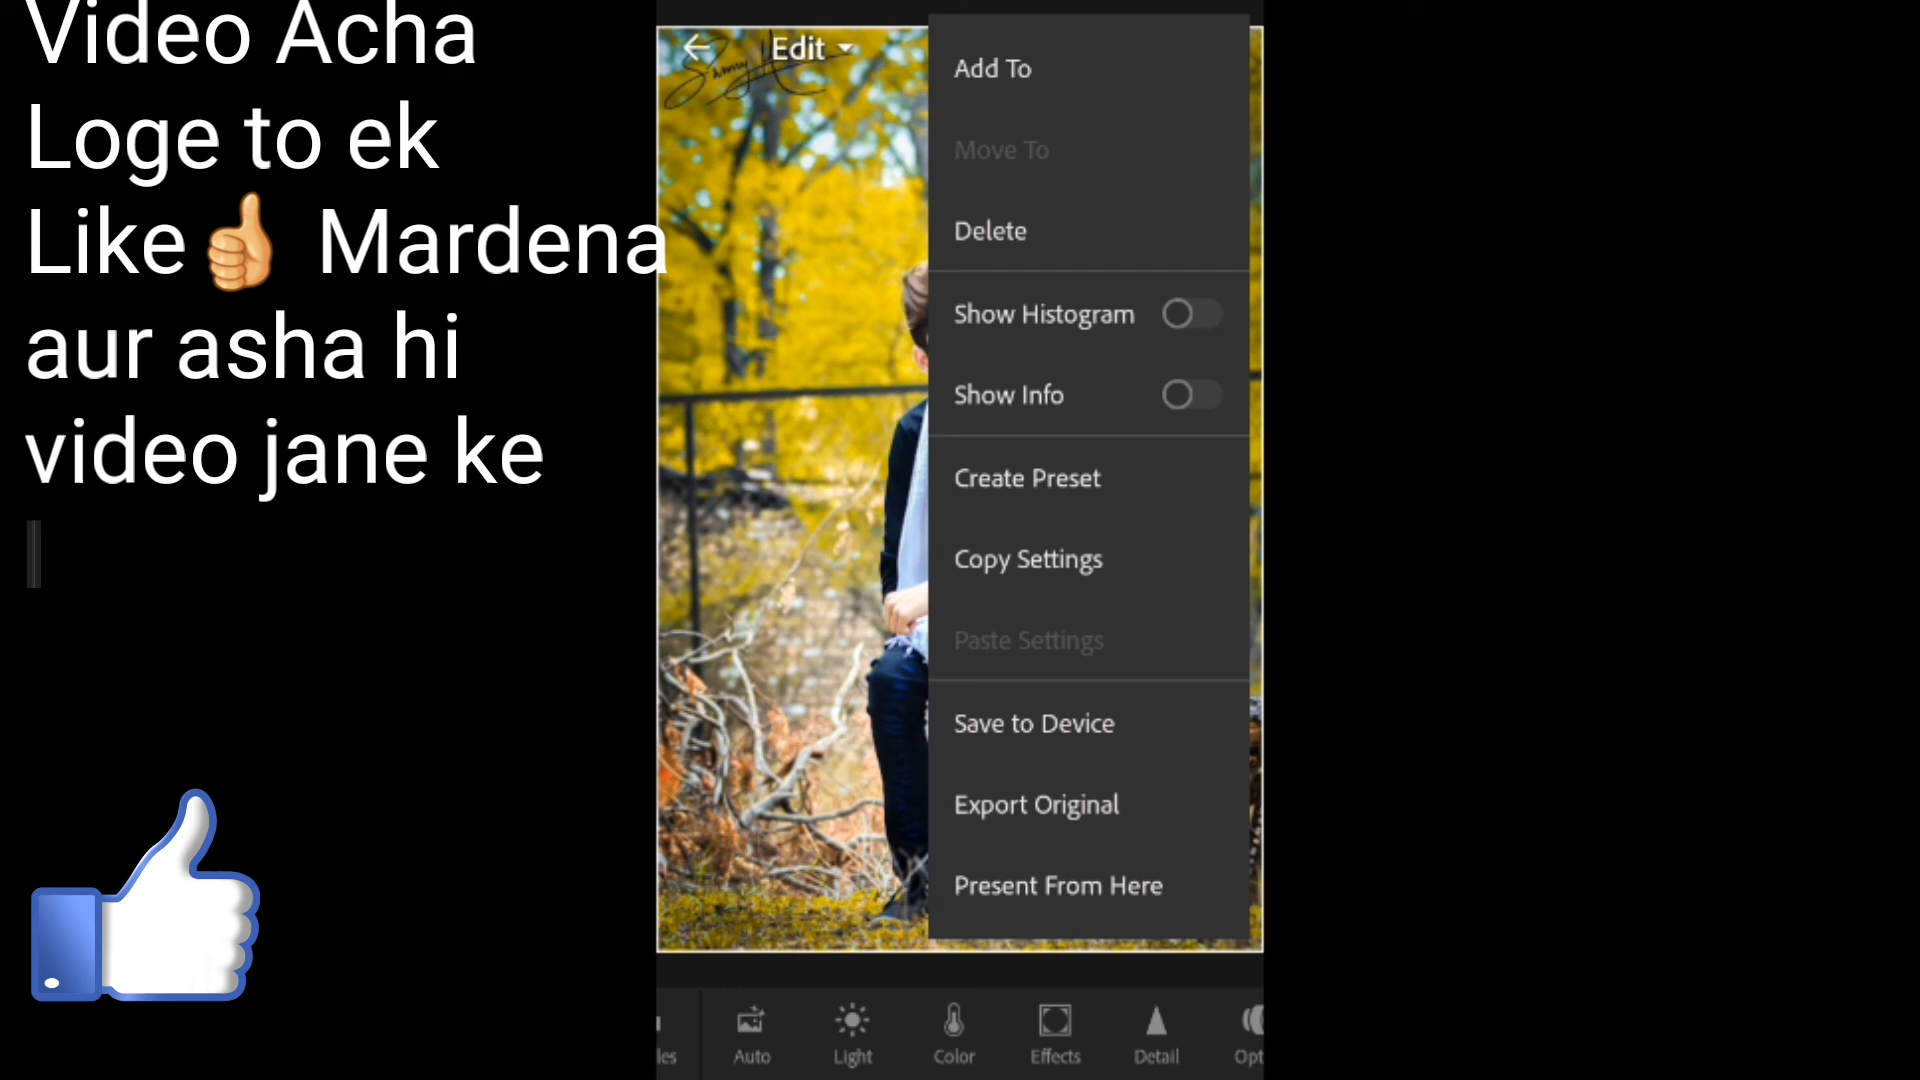 Video Acha
Loge to ek
Like👍 Mardena
aur asha hi
video jane ke
Edit
Add To
Move To
Delete
Show Histogram
Show Info
Create Preset
Copy Settings
Paste Settings
Save to Device
Export Original
Present From Here
les
Auto
Light
Color
Effects
Detail
Opt